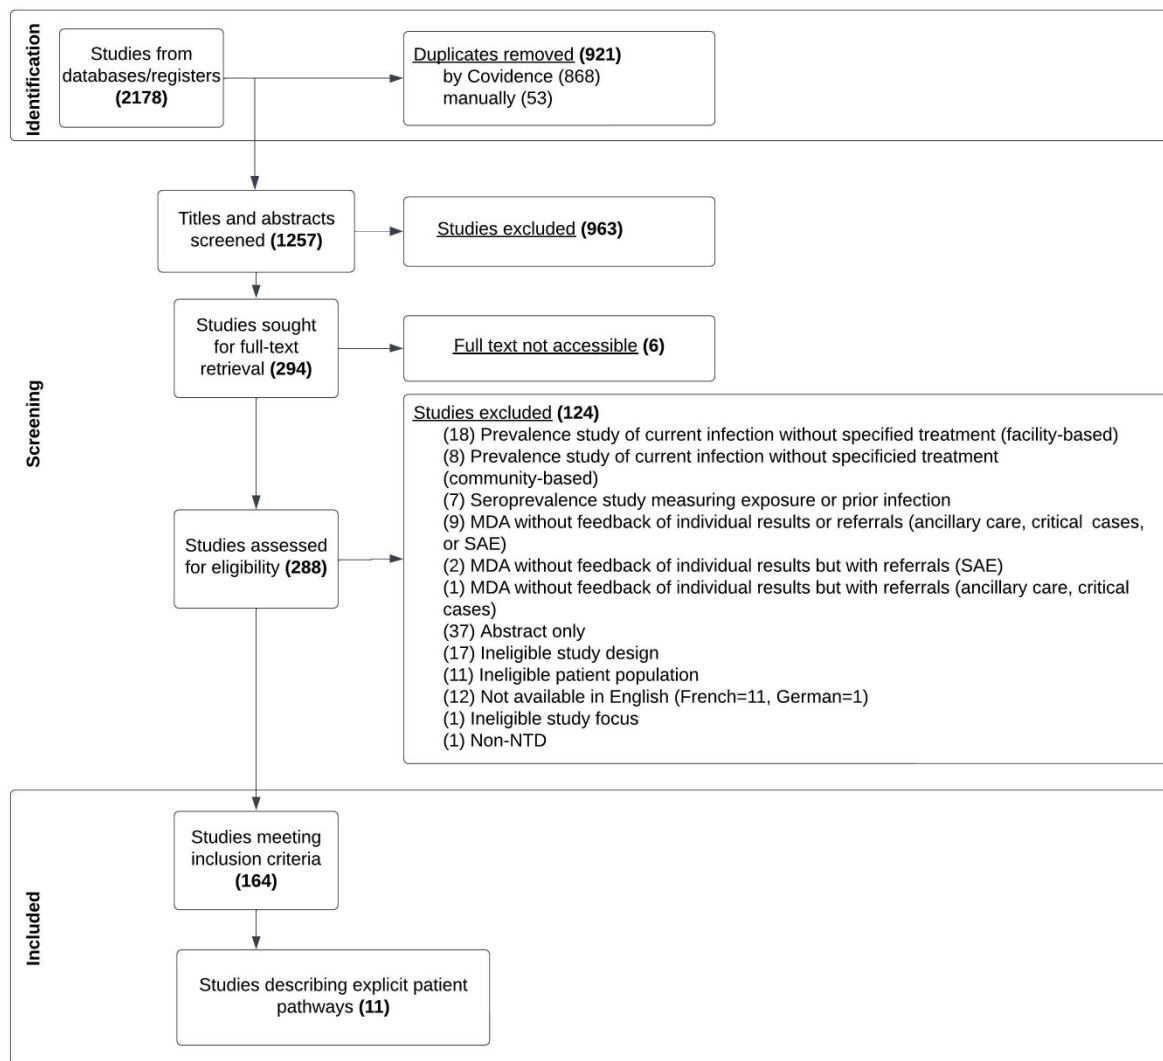 Identification
Studies from
databases/registers
(2178)
Duplicates removed (921)
by Covidence (868)
manually (53)
Screening
Titles and abstracts
screened (1257)
Studies excluded (963)
Studies sought
for full-text
retrieval (294)
Full text not accessible (6)
Studies assessed
for eligibility (288)
Studies excluded (124)
(18) Prevalence study of current infection without specified treatment (facility-based)
(8) Prevalence study of current infection without specificied treatment
(community-based)
(7) Seroprevalence study measuring exposure or prior infection
(9) MDA without feedback of individual results or referrals (ancillary care, critical cases,
or SAE)
(2) MDA without feedback of individual results but with referrals (SAE)
(1) MDA without feedback of individual results but with referrals (ancillary care, critical
cases)
(37) Abstract only
(17) Ineligible study design
(11) Ineligible patient population
(12) Not available in English (French=11, German=1)
(1) Ineligible study focus
(1) Non-NTD
Included
Studies meeting
inclusion criteria
(164)
Studies describing explicit patient
pathways (11)